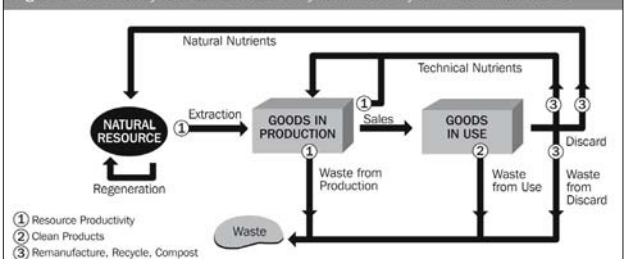 Natural Nutrients
Technical Nutrients
NATURAL
RESOURCE
1
Extraction
GOODS IN
PRODUCTION
1
1
Sales
GOODS
IN USE
2
3
3
3
Discard
Regeneration
Waste from
Production
Waste
from Use
Waste
from
Discard
Waste
1 Resource Productivity
2 Clean Products
3 Remanufacture, Recycle, Compost